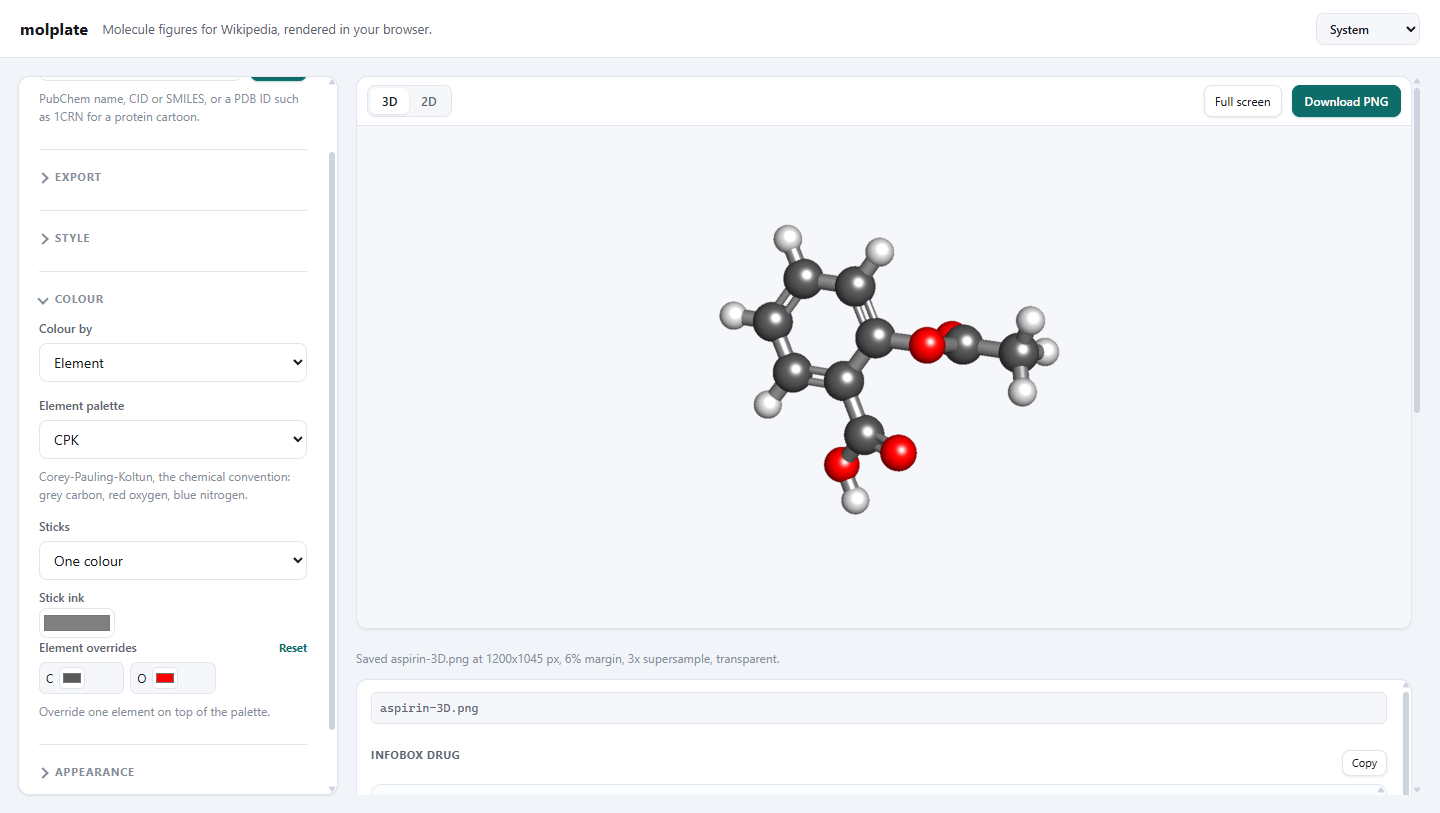 molplate
Molecule figures for Wikipedia, rendered in your browser.
System
PubChem name, CID or SMILES, or a PDB ID such
as 1CRN for a protein cartoon.
EXPORT
STYLE
COLOUR
Colour by
Element
Element palette
CPK
Corey-Pauling-Koltun, the chemical convention:
grey carbon, red oxygen, blue nitrogen.
Sticks
One colour
Stick ink
Element overrides
Reset
C
O
Override one element on top of the palette.
APPEARANCE
3D
2D
Full screen
Download PNG
Saved aspirin-3D.png at 1200x1045 px, 6% margin, 3x supersample, transparent.
aspirin-3D.png
INFOBOX DRUG
Copy